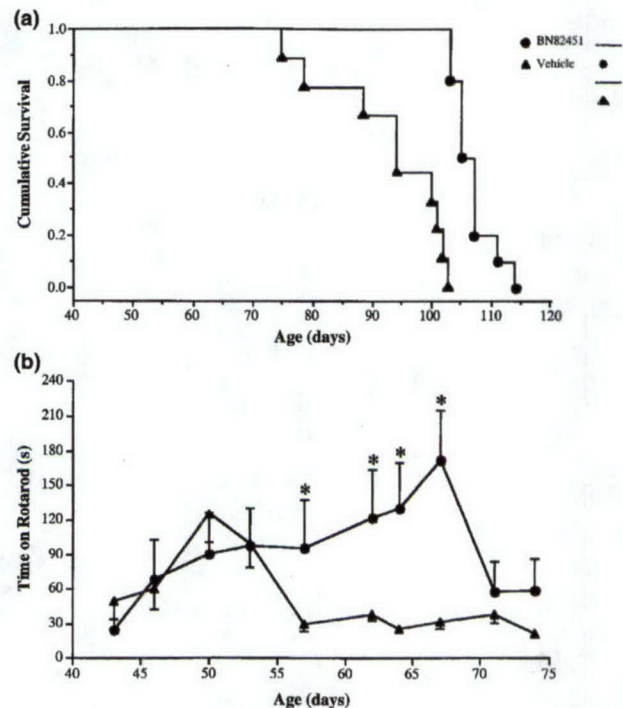 (a)
1.0
0.8
0.6
0.4
0.2
0.0
Cumulative Survival
BN82451
Vehicle
40 50 60 70 80 90 100 110 120
Age (days)
(b)
240
210
180
150
120
90
60
30
0
Time on Rotarod (s)
* * * *
40 45 50 55 60 65 70 75
Age (days)